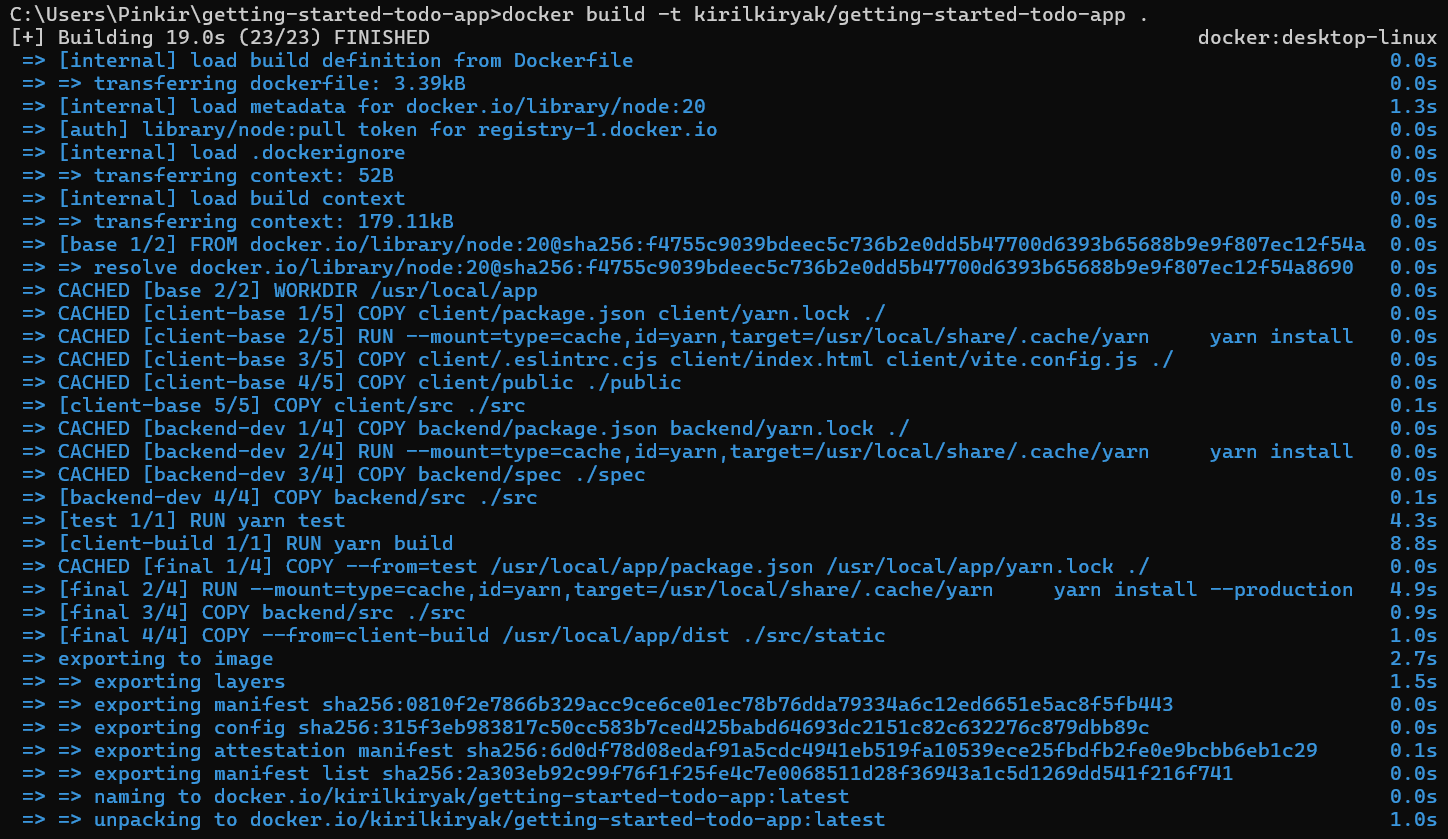 C:\Users\Pinkir\getting-started-todo-app>docker build -t kirilkiryak/getting-started-todo-app .
[+] Building 19.0s (23/23) FINISHED docker:desktop-linux
=> [internal] load build definition from Dockerfile 0.0s
=> => transferring dockerfile: 3.39kB 0.0s
=> [internal] load metadata for docker.io/library/node:20 1.3s
=> [auth] library/node:pull token for registry-1.docker.io 0.0s
=> [internal] load .dockerignore 0.0s
=> => transferring context: 52B 0.0s
=> [internal] load build context 0.0s
=> => transferring context: 179.11kB 0.0s
=> [base 1/2] FROM docker.io/library/node:20@sha256:f4755c9039bdeec5c736b2e0dd5b47700d6393b65688b9e9f807ec12f54a 0.0s
=> => resolve docker.io/library/node:20@sha256:f4755c9039bdeec5c736b2e0dd5b47700d6393b65688b9e9f807ec12f54a8690 0.0s
=> CACHED [base 2/2] WORKDIR /usr/local/app 0.0s
=> CACHED [client-base 1/5] COPY client/package.json client/yarn.lock ./ 0.0s
=> CACHED [client-base 2/5] RUN --mount=type=cache,id=yarn,target=/usr/local/share/.cache/yarn     yarn install 0.0s
=> CACHED [client-base 3/5] COPY client/.eslintrc.cjs client/index.html client/vite.config.js ./ 0.0s
=> CACHED [client-base 4/5] COPY client/public ./public 0.0s
=> [client-base 5/5] COPY client/src ./src 0.1s
=> CACHED [backend-dev 1/4] COPY backend/package.json backend/yarn.lock ./ 0.0s
=> CACHED [backend-dev 2/4] RUN --mount=type=cache,id=yarn,target=/usr/local/share/.cache/yarn     yarn install 0.0s
=> CACHED [backend-dev 3/4] COPY backend/spec ./spec 0.0s
=> [backend-dev 4/4] COPY backend/src ./src 0.1s
=> [test 1/1] RUN yarn test 4.3s
=> [client-build 1/1] RUN yarn build 8.8s
=> CACHED [final 1/4] COPY --from=test /usr/local/app/package.json /usr/local/app/yarn.lock ./ 0.0s
=> [final 2/4] RUN --mount=type=cache,id=yarn,target=/usr/local/share/.cache/yarn     yarn install --production 4.9s
=> [final 3/4] COPY backend/src ./src 0.9s
=> [final 4/4] COPY --from=client-build /usr/local/app/dist ./src/static 1.0s
=> exporting to image 2.7s
=> => exporting layers 1.5s
=> => exporting manifest sha256:0810f2e7866b329acc9ce6ce01ec78b76dda79334a6c12ed6651e5ac8f5fb443 0.0s
=> => exporting config sha256:315f3eb983817c50cc583b7ced425babd64693dc2151c82c632276c879dbb89c 0.0s
=> => exporting attestation manifest sha256:6d0df78d08edaf91a5cdc4941eb519fa10539ece25fbdfb2fe0e9bcbb6eb1c29 0.1s
=> => exporting manifest list sha256:2a303eb92c99f76f1f25fe4c7e0068511d28f36943a1c5d1269dd541f216f741 0.0s
=> => naming to docker.io/kirilkiryak/getting-started-todo-app:latest 0.0s
=> => unpacking to docker.io/kirilkiryak/getting-started-todo-app:latest 1.0s